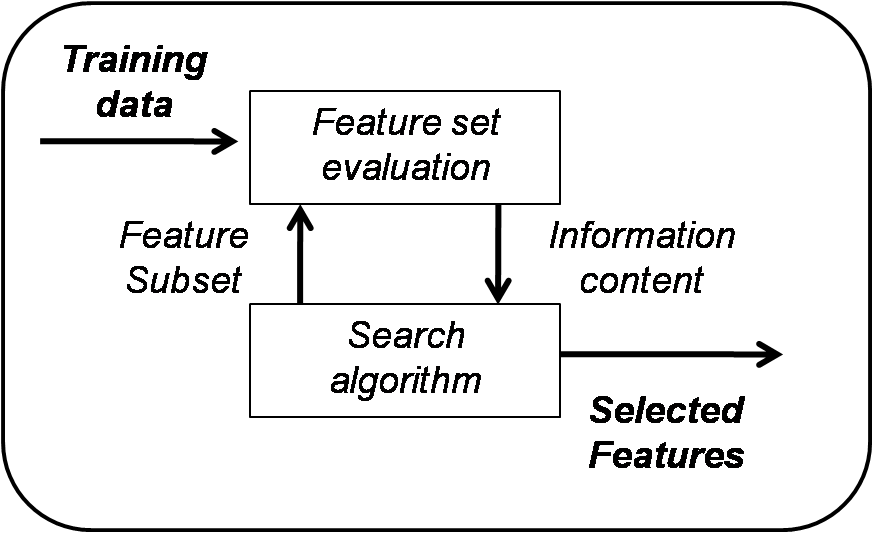 Training
data
Feature set
evaluation
Feature
Subset
Information
content
Search
algorithm
Selected
Features